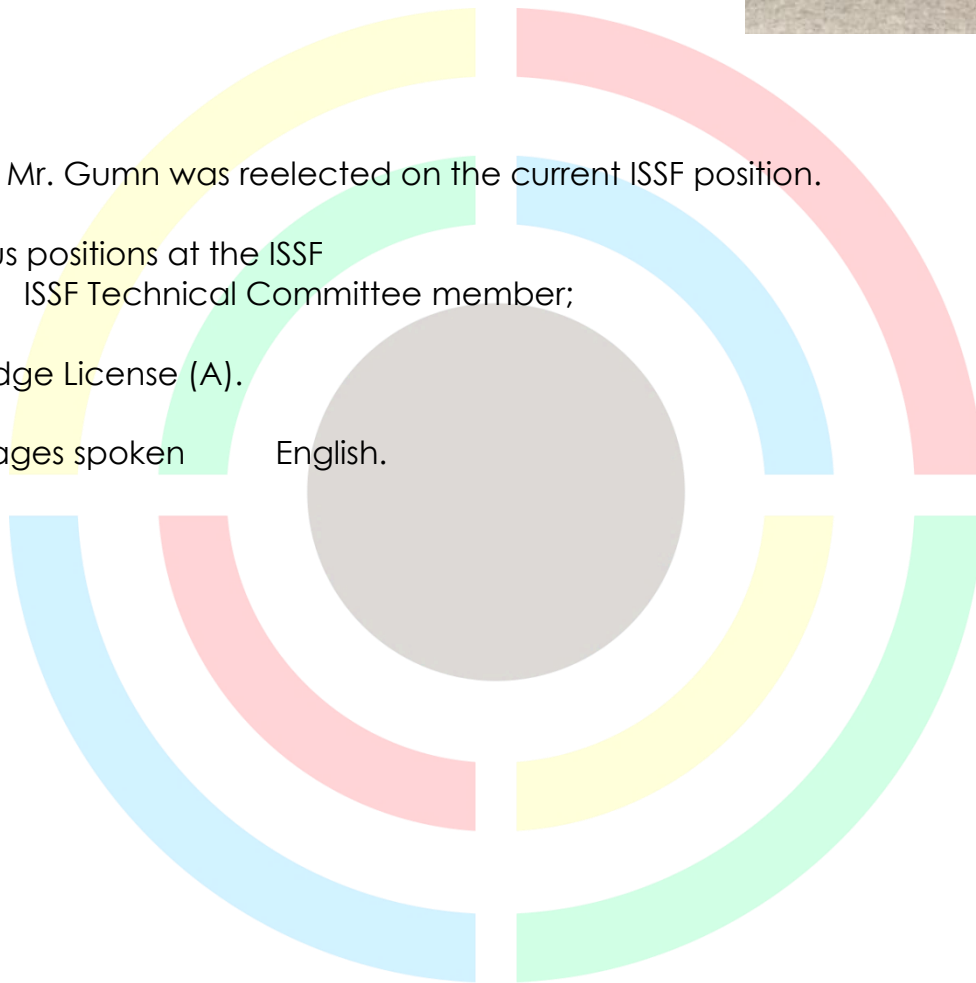 Mr. Gumn was reelected on the current ISSF position.
us positions at the ISSF
ISSF Technical Committee member;
dge License (A).
ages spoken English.